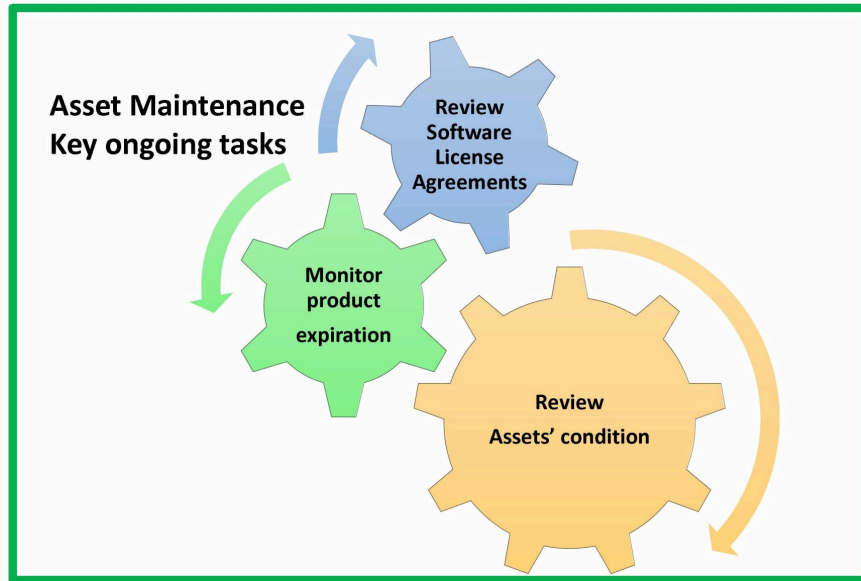 Asset Maintenance
Key ongoing tasks
Review
Software
License
Agreements
Monitor
product
expiration
Review
Assets’ condition